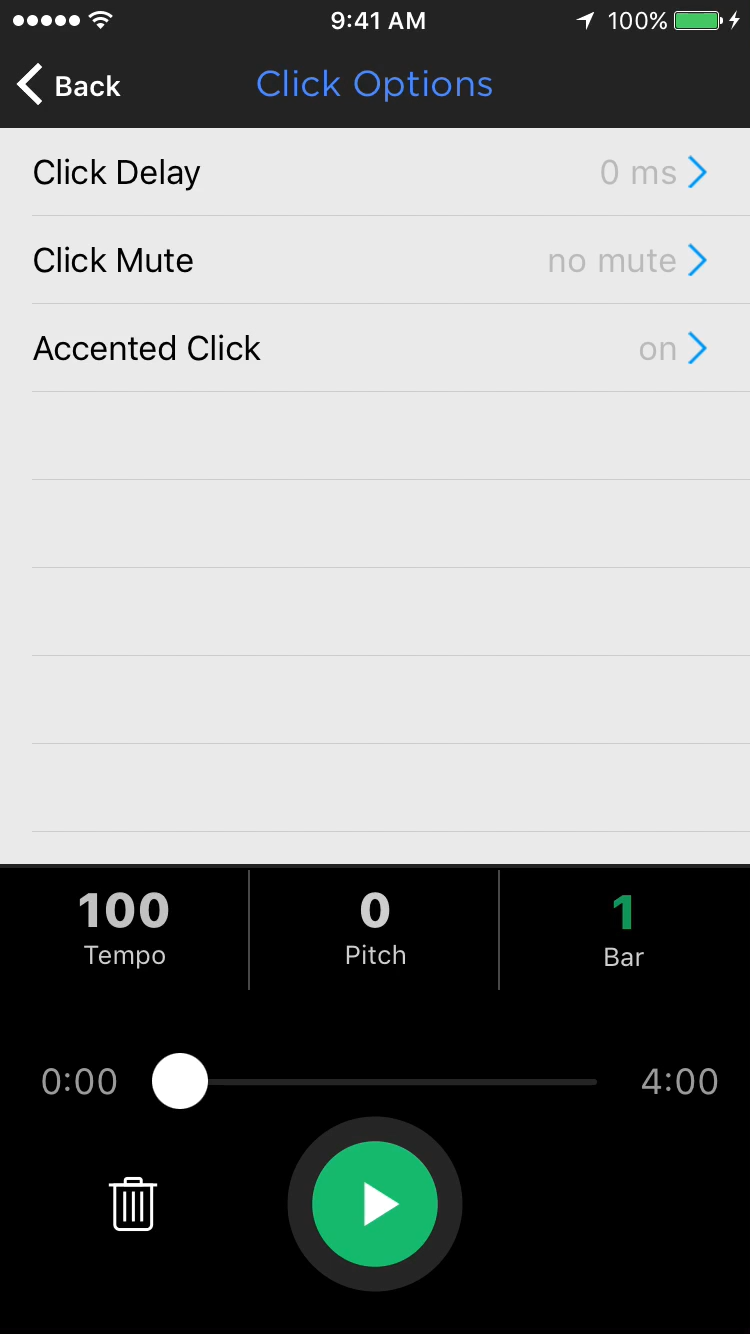 9:41 AM 100%
Back Click Options
Click Delay 0 ms
Click Mute no mute
Accented Click on
100 0 1
Tempo Pitch Bar
0:00 4:00